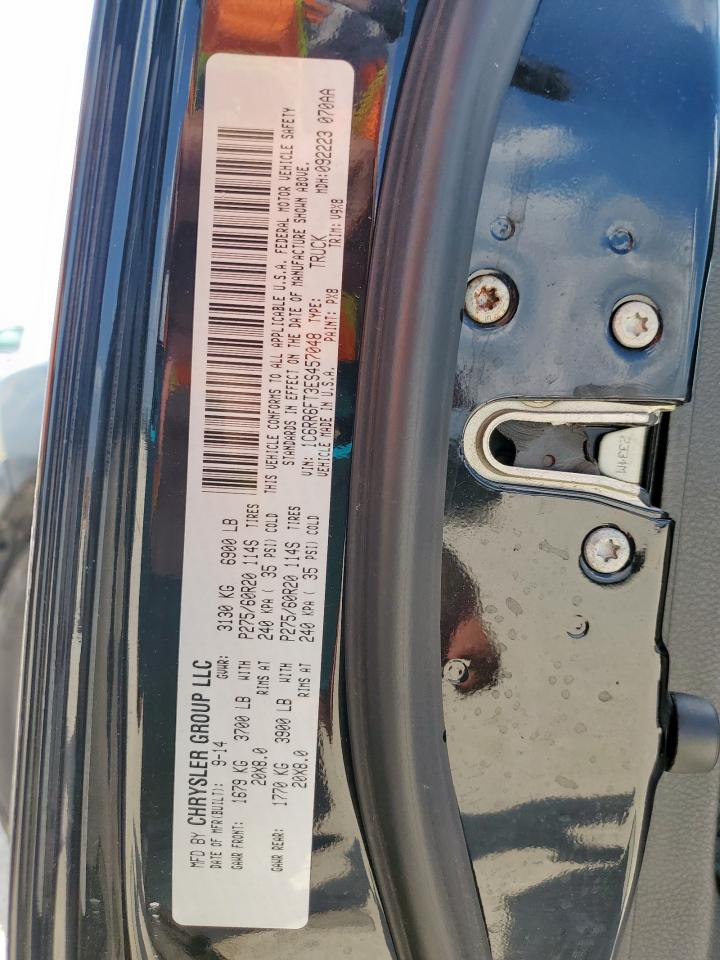 MFD BY CHRYSLER GROUP LLC
DATE OF MFR(BUILT): 9-14 GVWR: 3130 KG 6900 LB
GAWR FRONT: 1679 KG 3700 LB WITH P275/60R20 114S TIRES
20X8.0 RIMS AT 240 KPA ( 35 PSI) COLD
GAWR REAR: 1770 KG 3900 LB WITH P275/60R20 114S TIRES
20X8.0 RIMS AT 240 KPA ( 35 PSI) COLD
THIS VEHICLE CONFORMS TO ALL APPLICABLE U.S.A. FEDERAL MOTOR VEHICLE SAFETY
STANDARDS IN EFFECT ON THE DATE OF MANUFACTURE SHOWN ABOVE.
VIN: 1C6RR6FT3ES457048 TYPE: TRUCK MDH:092223 070AA
VEHICLE MADE IN U.S.A. PAINT: PX8 TRIM: V9X8
2334M